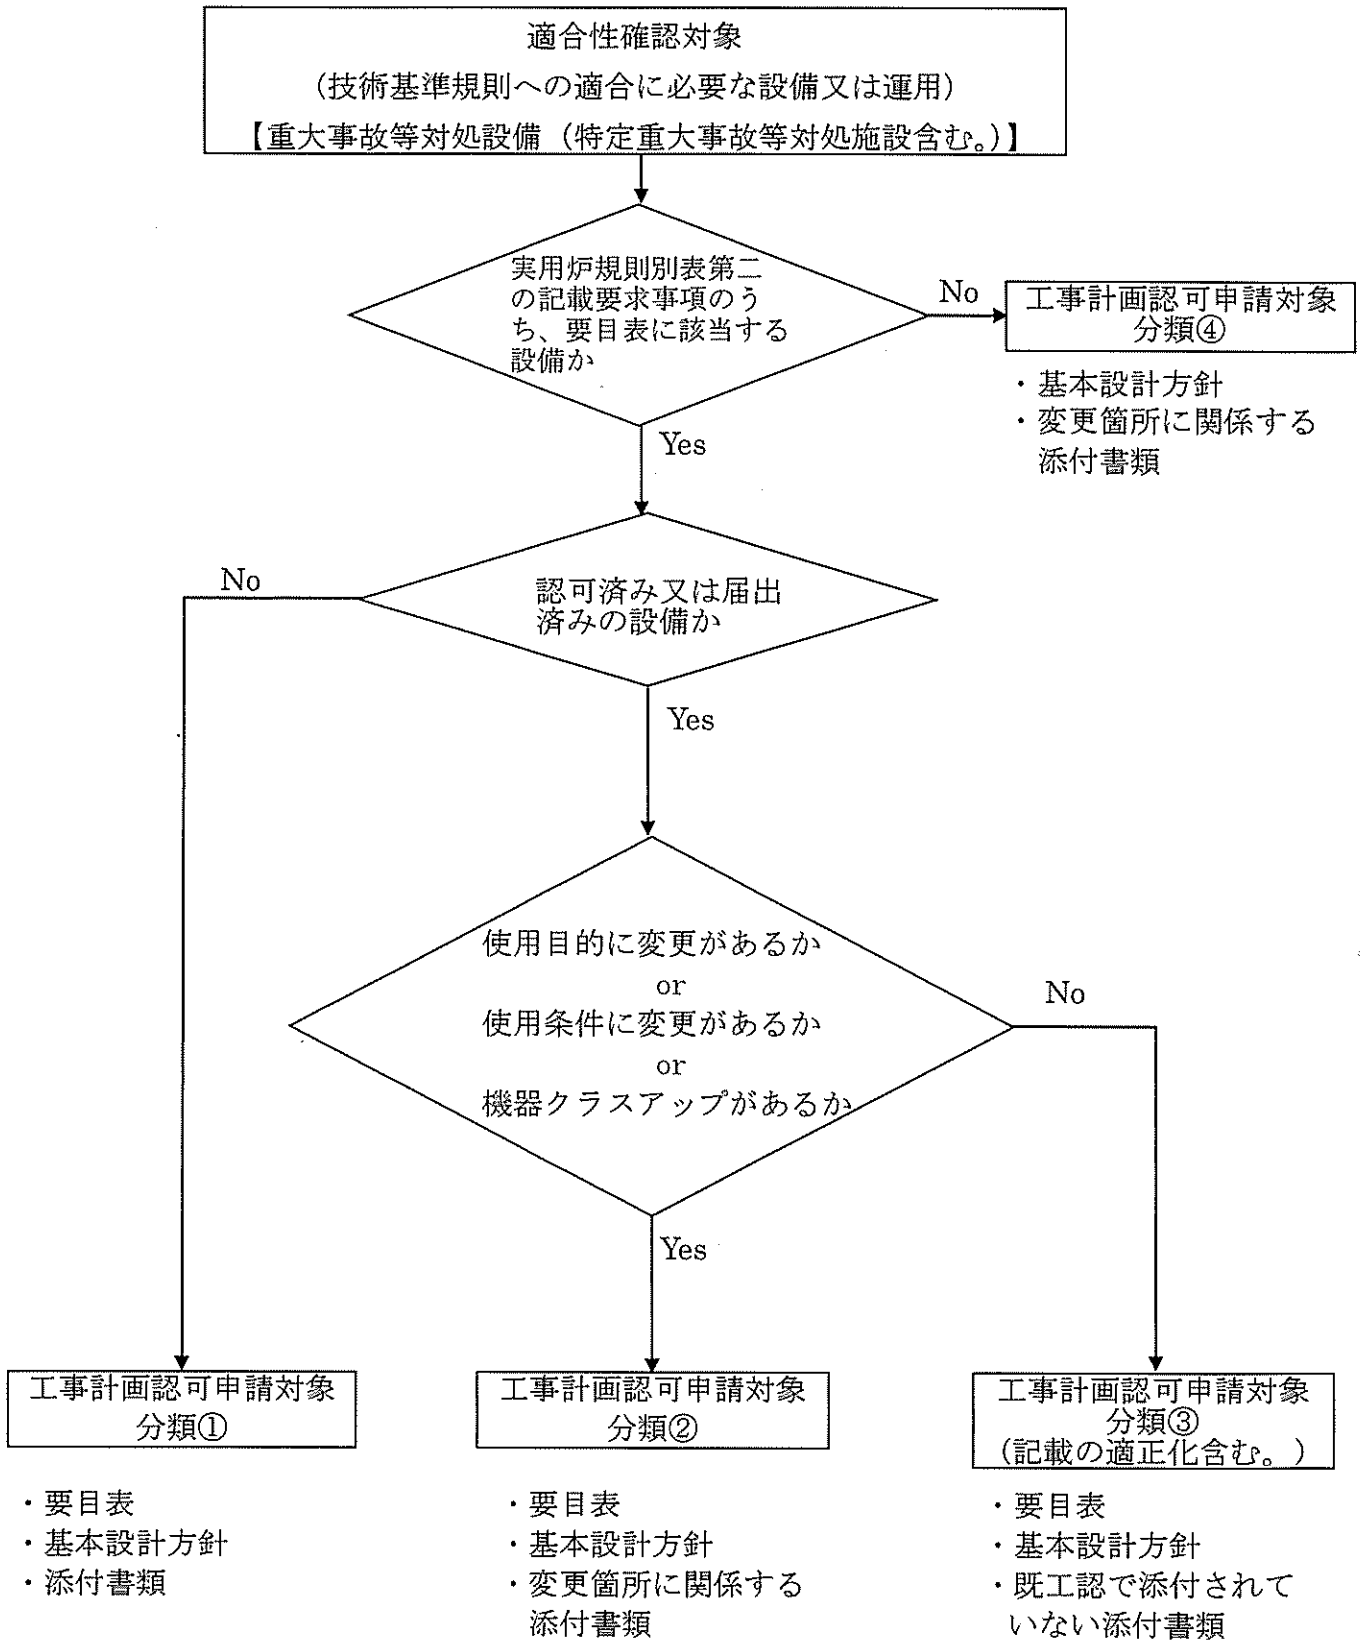 適合性確認対象
(技術基準規則への適合に必要な設備又は運用)
【重大事故等対処設備（特定重大事故等対処施設含む。)】
実用炉規則別表第二
の記載要求事項のう
ち、要目表に該当する
設備か
No
工事計画認可申請対象
分類④
・基本設計方針
・変更箇所に関係する
添付書類
Yes
認可済み又は届出
済みの設備か
No
Yes
使用目的に変更があるか
or
使用条件に変更があるか
or
機器クラスアップがあるか
No
Yes
工事計画認可申請対象
分類①
・要目表
・基本設計方針
・添付書類
工事計画認可申請対象
分類②
・要目表
・基本設計方針
・変更箇所に関係する
添付書類
工事計画認可申請対象
分類③
(記載の適正化含む。)
・要目表
・基本設計方針
・既工認で添付されて
いない添付書類